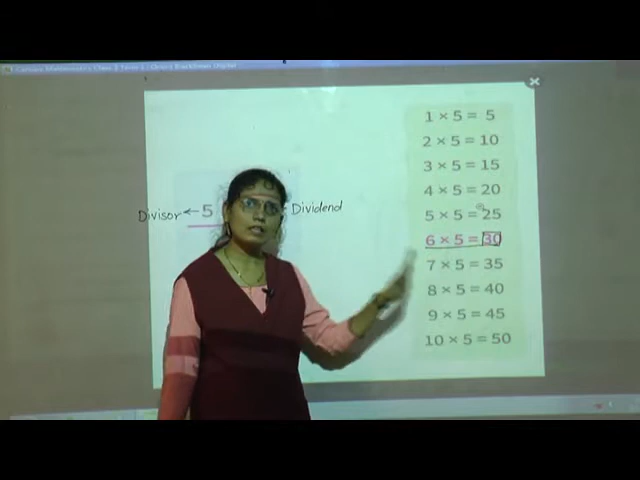 Divisor ← 5
Dividend
1 × 5 = 5
2 × 5 = 10
3 × 5 = 15
4 × 5 = 20
5 × 5 = 25
6 × 5 = 30
7 × 5 = 35
8 × 5 = 40
9 × 5 = 45
10 × 5 = 50